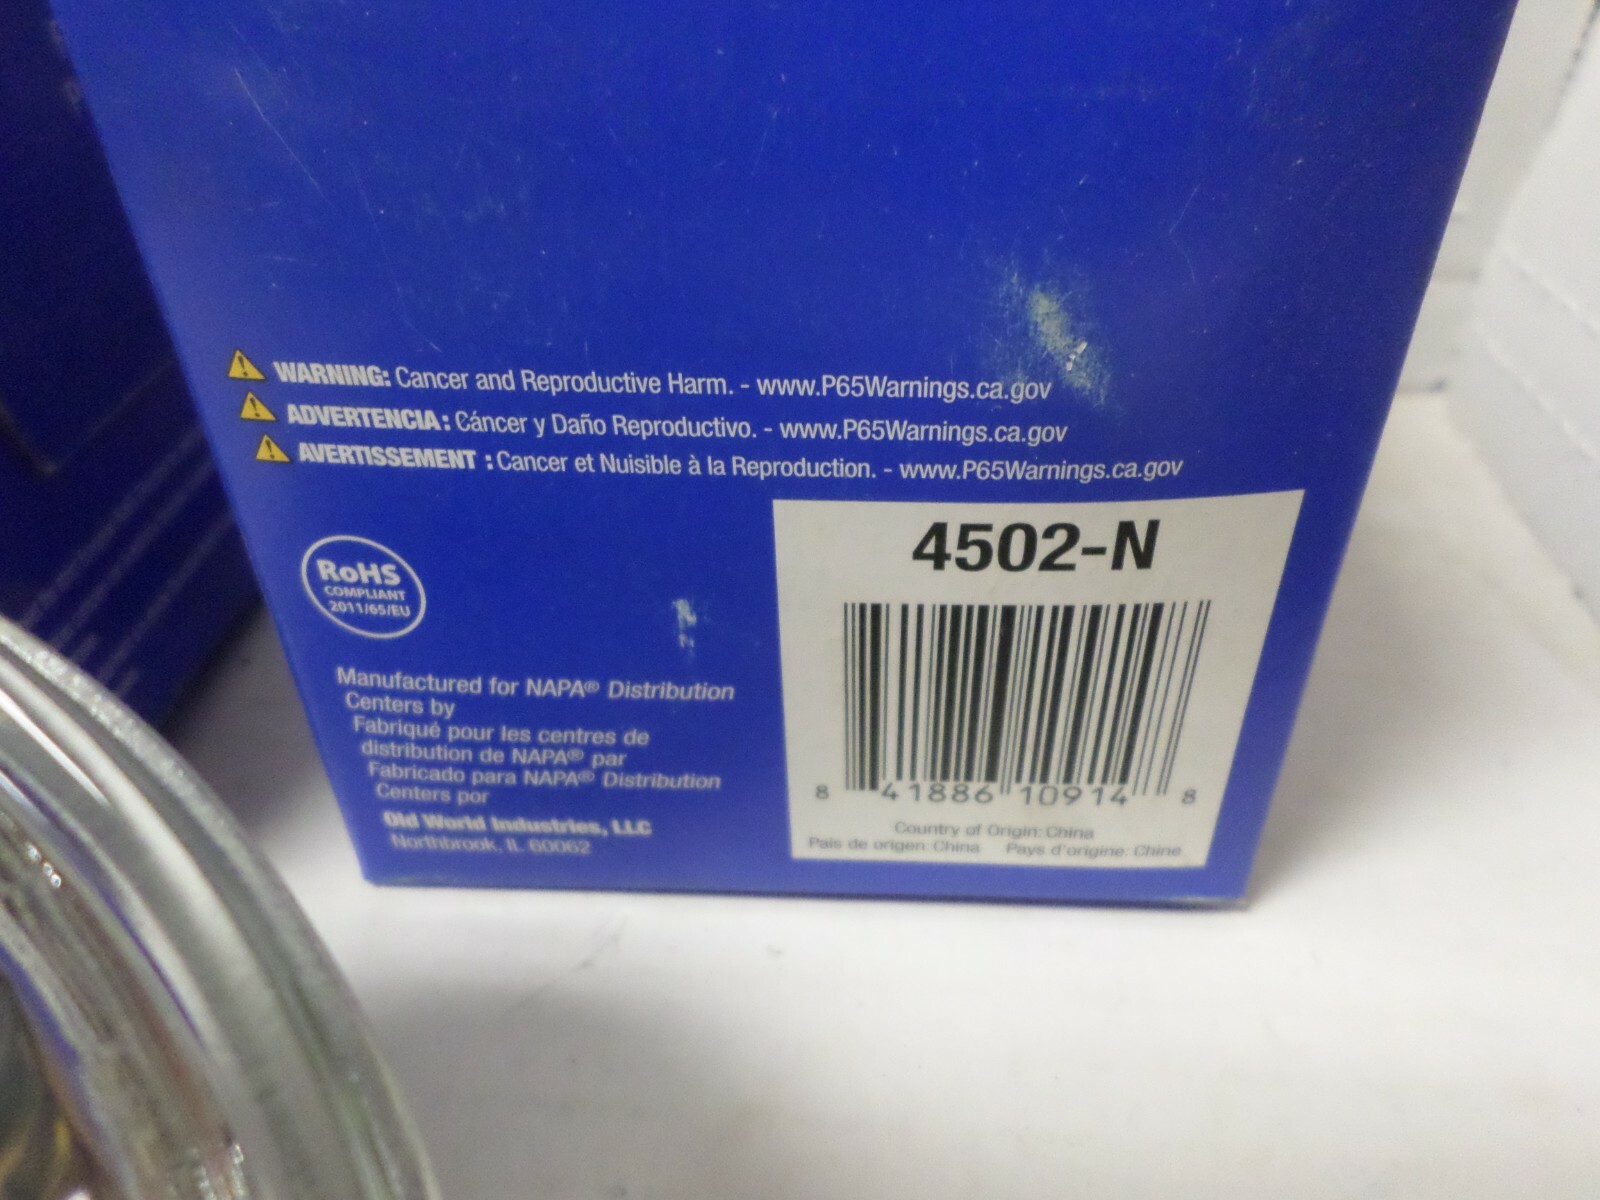 WARNING: Cancer and Reproductive Harm. - www.P65Warnings.ca.gov
ADVERTENCIA: Cáncer y Daño Reproductivo. - www.P65Warnings.ca.gov
AVERTISSEMENT : Cancer et Nuisible à la Reproduction. - www.P65Warnings.ca.gov
RoHS
COMPLIANT
2011/65/EU
Manufactured for NAPA® Distribution
Centers by
Fabriqué pour les centres de
distribution de NAPA® par
Fabricado para NAPA® Distribution
Centers por
Old World Industries, LLC
Northbrook, IL 60062
4502-N
8 41886 10914 8
Country of Origin: China
Pais de origen: China Pays d'origine: Chine